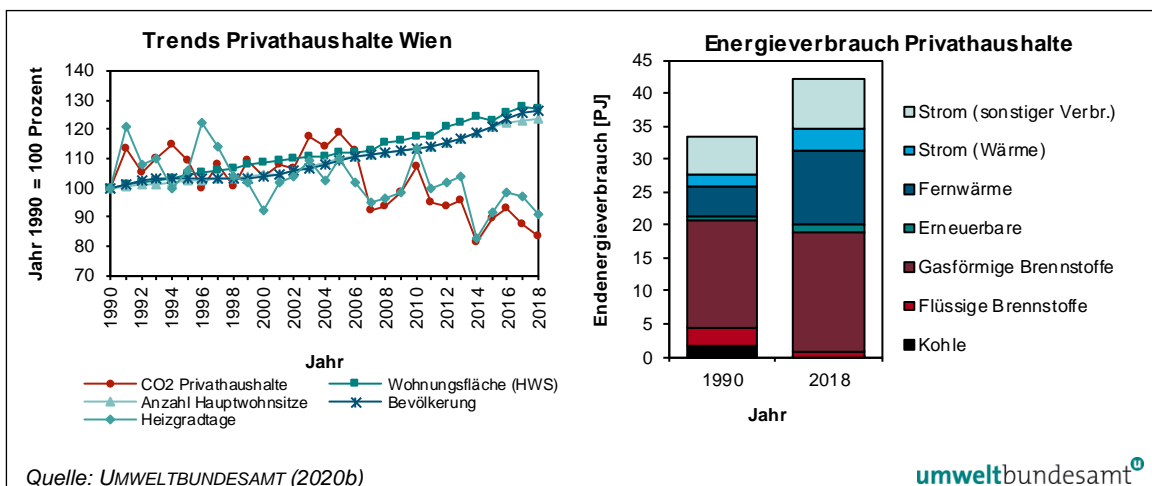 Trends Privathaushalte Wien
Jahr 1990 = 100 Prozent
140
130
120
110
100
90
80
70
1990
1992
1994
1996
1998
2000
2002
2004
2006
2008
2010
2012
2014
2016
2018
Jahr
CO2 Privathaushalte
Wohnungsfläche (HWS)
Anzahl Hauptwohnsitze
Bevölkerung
Heizgradtage
Energieverbrauch Privathaushalte
Endenergieverbrauch [PJ]
45
40
35
30
25
20
15
10
5
0
1990
2018
Jahr
Strom (sonstiger Verbr.)
Strom (Wärme)
Fernwärme
Erneuerbare
Gasförmige Brennstoffe
Flüssige Brennstoffe
Kohle
Quelle: UMWELTBUNDESAMT (2020b)
umweltbundesamt u